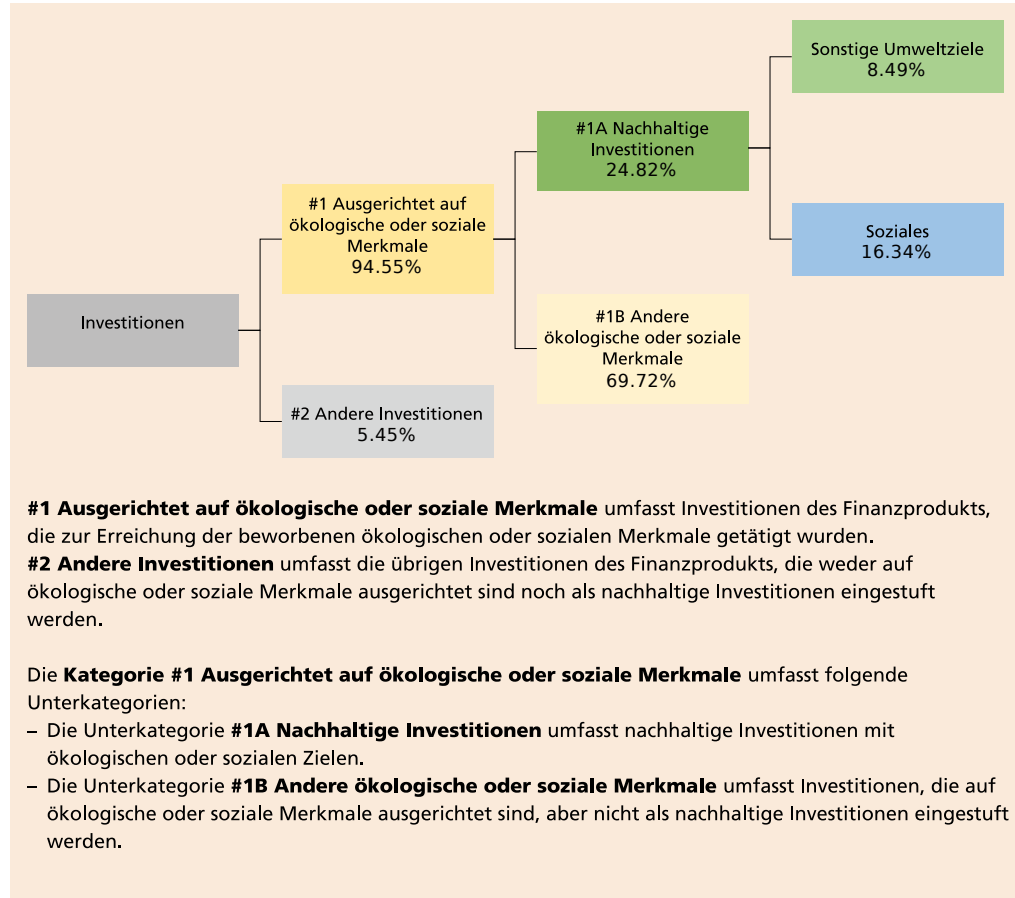 Sonstige Umweltziele
8.49%
#1A Nachhaltige
Investitionen
24.82%
#1 Ausgerichtet auf
ökologische oder soziale
Merkmale
94.55%
Soziales
16.34%
Investitionen
#1B Andere
ökologische oder soziale
Merkmale
69.72%
#2 Andere Investitionen
5.45%
#1 Ausgerichtet auf ökologische oder soziale Merkmale umfasst Investitionen des Finanzprodukts,
die zur Erreichung der beworbenen ökologischen oder sozialen Merkmale getätigt wurden.
#2 Andere Investitionen umfasst die übrigen Investitionen des Finanzprodukts, die weder auf
ökologische oder soziale Merkmale ausgerichtet sind noch als nachhaltige Investitionen eingestuft
werden.
Die Kategorie #1 Ausgerichtet auf ökologische oder soziale Merkmale umfasst folgende
Unterkategorien:
– Die Unterkategorie #1A Nachhaltige Investitionen umfasst nachhaltige Investitionen mit
ökologischen oder sozialen Zielen.
– Die Unterkategorie #1B Andere ökologische oder soziale Merkmale umfasst Investitionen, die auf
ökologische oder soziale Merkmale ausgerichtet sind, aber nicht als nachhaltige Investitionen eingestuft
werden.